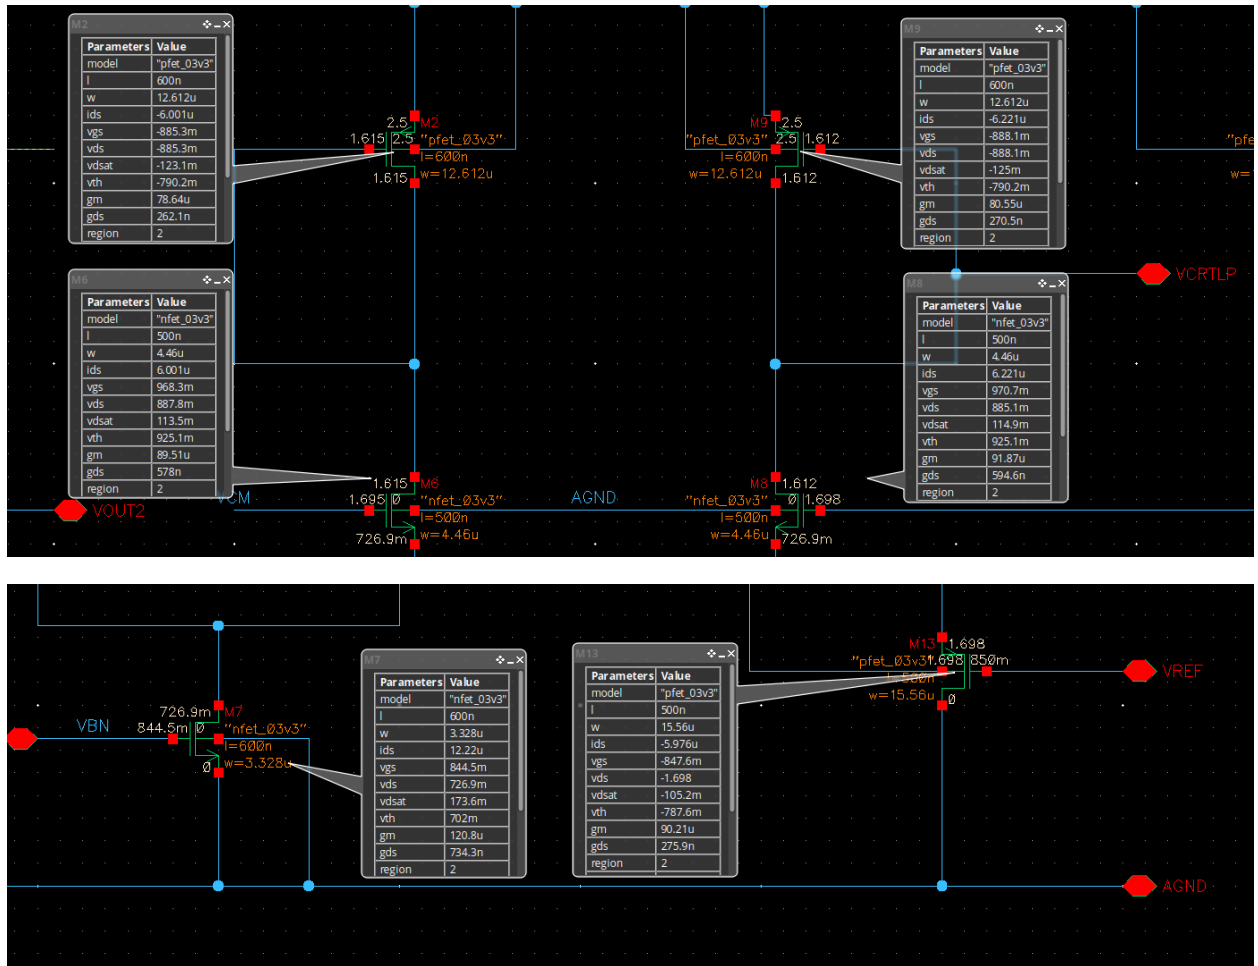 M2
Parameters Value
model "pfet_03v3"
l 600n
w 12.612u
ids -6.001u
vgs -885.3m
vds -885.3m
vdsat -123.1m
vth -790.2m
gm 78.64u
gds 262.1n
region 2
2.5 M2
1.615 2.5 "pfet_03v3"
l=600n
w=12.612u
1.615
M9 2.5
"pfet_03v3" 2.5 1.612
l=600n
w=12.612u
1.612
M9
Parameters Value
model "pfet_03v3"
l 600n
w 12.612u
ids -6.221u
vgs -888.1m
vds -888.1m
vdsat -125m
vth -790.2m
gm 80.55u
gds 270.5n
region 2
"pfe
w=1
VCRTLP
M6
Parameters Value
model "nfet_03v3"
l 500n
w 4.46u
ids 6.001u
vgs 968.3m
vds 887.8m
vdsat 113.5m
vth 925.1m
gm 89.51u
gds 578n
region 2
M8
Parameters Value
model "nfet_03v3"
l 500n
w 4.46u
ids 6.221u
vgs 970.7m
vds 885.1m
vdsat 114.9m
vth 925.1m
gm 91.87u
gds 594.6n
region 2
VOUT2
VCM
1.615 M6
1.695 0 "nfet_03v3"
l=500n
w=4.46u
726.9m
AGND
M8 1.612
"nfet_03v3" 0 1.698
l=500n
w=4.46u
726.9m
VBN
726.9m M7
844.5m 0 "nfet_03v3"
l=600n
w=3.328u
0
M7
Parameters Value
model "nfet_03v3"
l 600n
w 3.328u
ids 12.22u
vgs 844.5m
vds 726.9m
vdsat 173.6m
vth 702m
gm 120.8u
gds 734.3n
region 2
M13
Parameters Value
model "pfet_03v3"
l 500n
w 15.56u
ids -5.976u
vgs -847.6m
vds -1.698
vdsat -105.2m
vth -787.6m
gm 90.21u
gds 275.9n
region 2
M13 1.698
"pfet_03v3" 1.698 850m
l=500n
w=15.56u
0
VREF
AGND